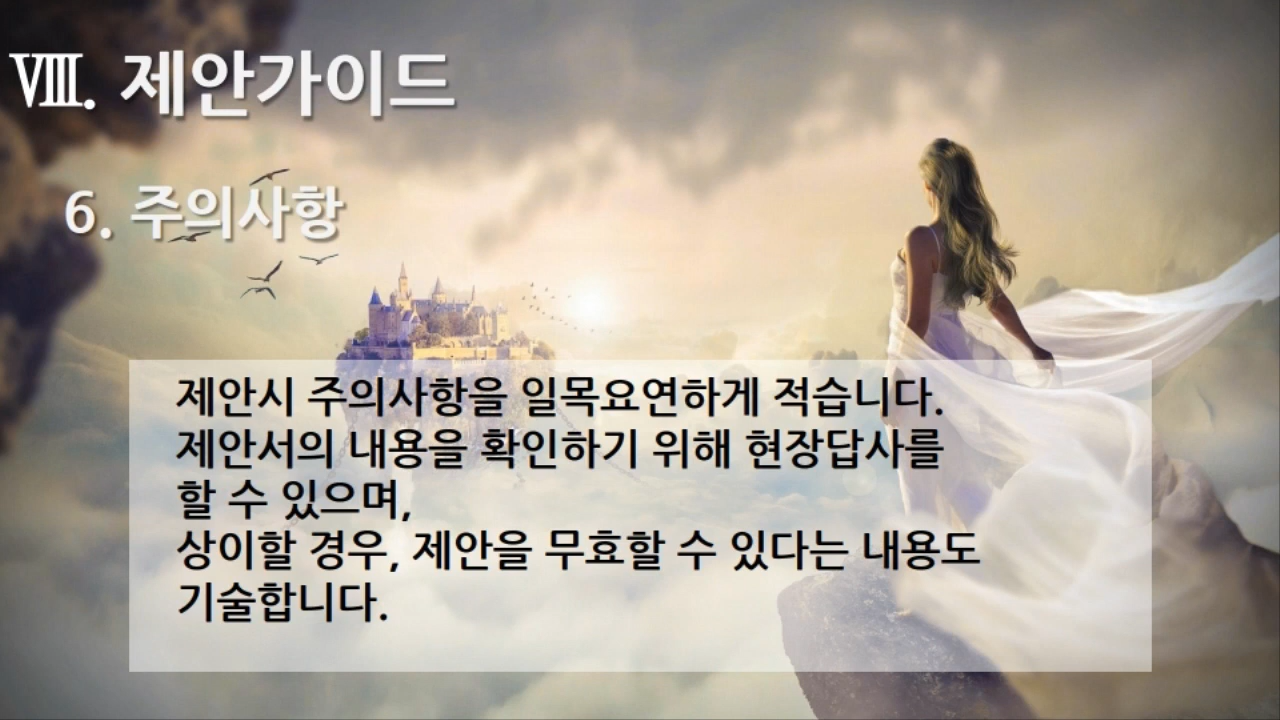 Ⅷ. 제안가이드
6. 주의사항
제안시 주의사항을 일목요연하게 적습니다.
제안서의 내용을 확인하기 위해 현장답사를
할 수 있으며,
상이할 경우, 제안을 무효할 수 있다는 내용도
기술합니다.